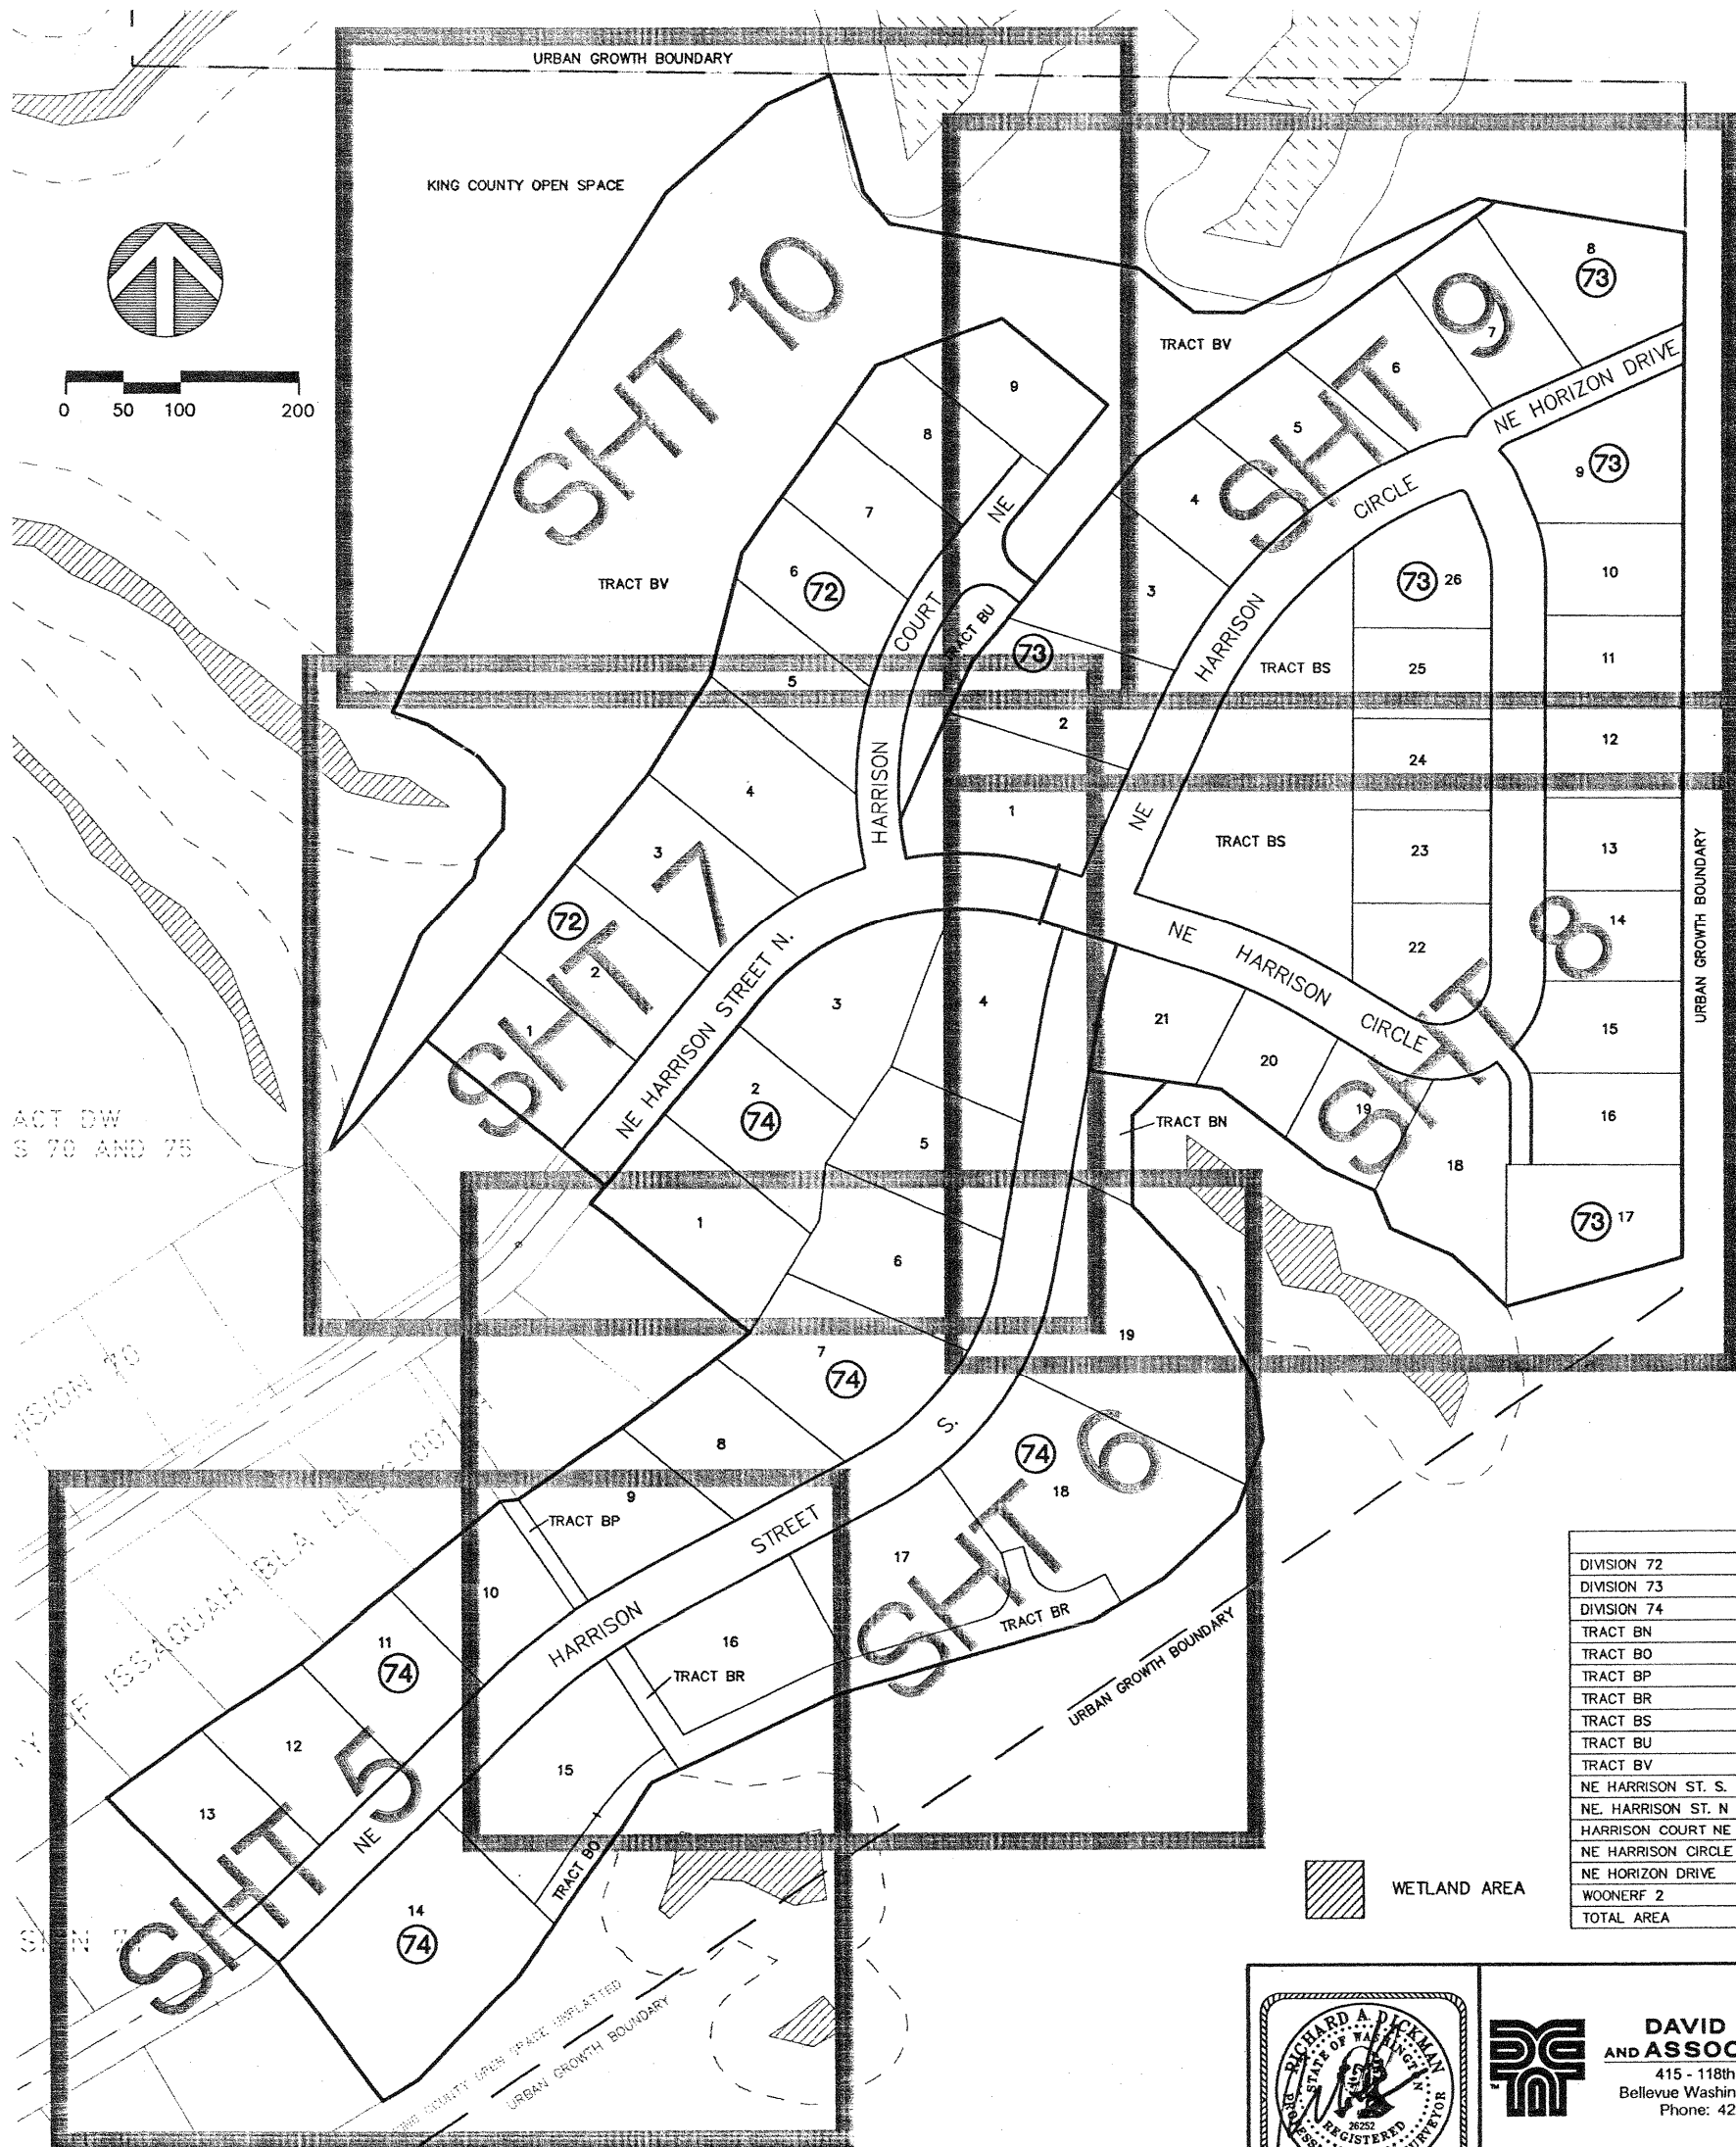 URBAN GROWTH BOUNDARY
KING COUNTY OPEN SPACE
0 50 100 200
SHT 10
TRACT BV
9
8
7
6
72
5
4
3
72
2
1
SHT 7
HARRISON
COURT
NE
TRACT BU
TRACT BV
SHT 9
8
73
7
6
5
4
3
73
2
1
NE HORIZON DRIVE
9 73
10
11
12
13
14
15
16
73 17
NE
HARRISON
CIRCLE
TRACT BS
TRACT BS
73 26
25
24
23
22
NE
HARRISON
CIRCLE
SHT 8
21
20
19
18
TRACT BN
URBAN GROWTH BOUNDARY
NE HARRISON STREET N.
3
4
2
74
5
1
6
ACT DW
S 70 AND 75
7
74
8
9
19
74
18
17
SHT 6
S.
STREET
HARRISON
NE
TRACT BP
10
16
TRACT BR
TRACT BR
11
74
12
13
SHT 5
15
14
74
TRACT BO
URBAN GROWTH BOUNDARY
URBAN GROWTH BOUNDARY
WETLAND AREA
DIVISION 72
DIVISION 73
DIVISION 74
TRACT BN
TRACT BO
TRACT BP
TRACT BR
TRACT BS
TRACT BU
TRACT BV
NE HARRISON ST. S.
NE. HARRISON ST. N
HARRISON COURT NE
NE HARRISON CIRCLE
NE HORIZON DRIVE
WOONERF 2
TOTAL AREA
RICHARD A. DICKMAN
STATE OF WASHINGTON
26252
REGISTERED
DAVID
AND ASSOC
415 - 118th
Bellevue Washin
Phone: 42